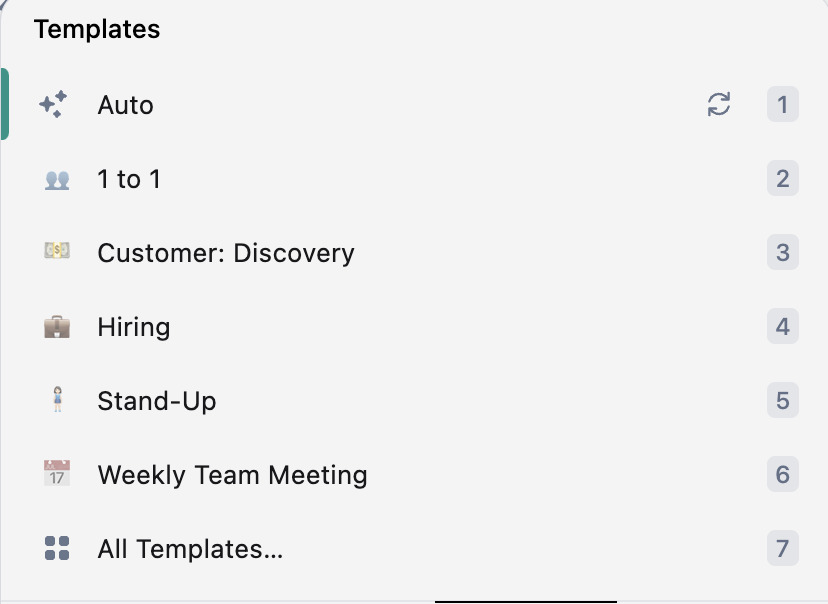 Templates
Auto 1
1 to 1 2
Customer: Discovery 3
Hiring 4
Stand-Up 5
17 Weekly Team Meeting 6
All Templates... 7